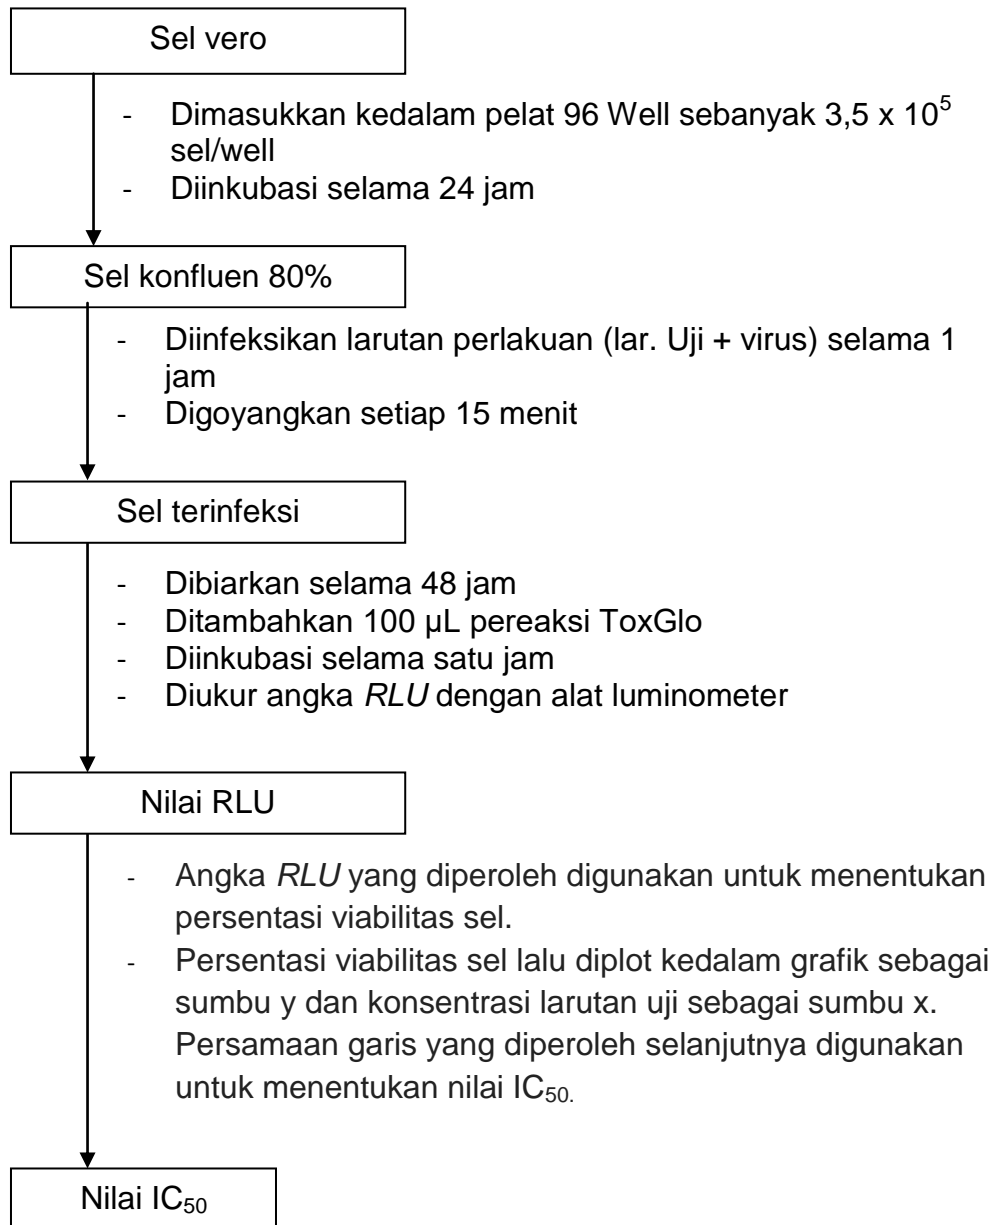 Sel vero
- Dimasukkan kedalam pelat 96 Well sebanyak 3,5 x 10⁵
sel/well
- Diinkubasi selama 24 jam
Sel konfluen 80%
- Diinfeksikan larutan perlakuan (lar. Uji + virus) selama 1
jam
- Digoyangkan setiap 15 menit
Sel terinfeksi
- Dibiarkan selama 48 jam
- Ditambahkan 100 µL pereaksi ToxGlo
- Diinkubasi selama satu jam
- Diukur angka RLU dengan alat luminometer
Nilai RLU
- Angka RLU yang diperoleh digunakan untuk menentukan
persentasi viabilitas sel.
- Persentasi viabilitas sel lalu diplot kedalam grafik sebagai
sumbu y dan konsentrasi larutan uji sebagai sumbu x.
Persamaan garis yang diperoleh selanjutnya digunakan
untuk menentukan nilai IC₅₀.
Nilai IC₅₀